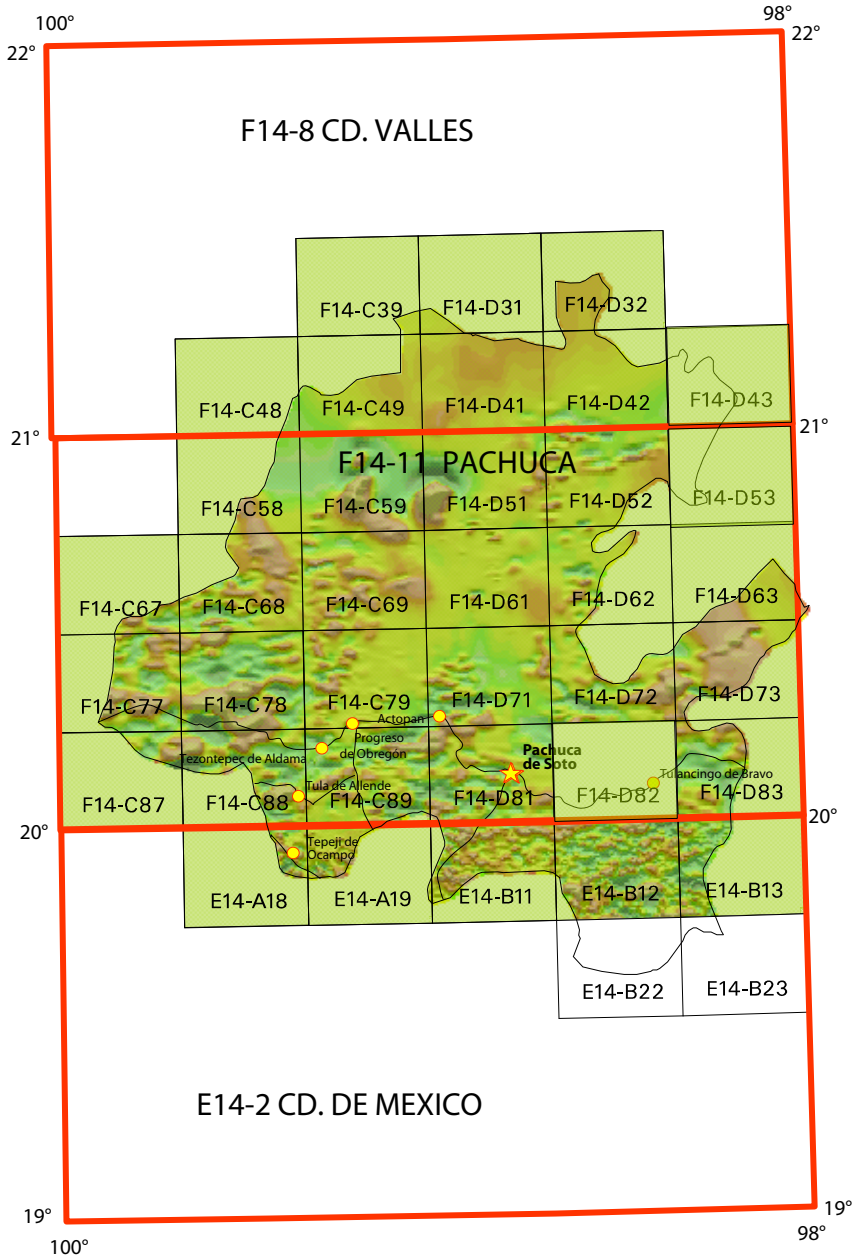 100°
98°
22°
22°
F14-8 CD. VALLES
F14-C39
F14-D31
F14-D32
F14-C48
F14-C49
F14-D41
F14-D42
F14-D43
21°
21°
F14-11 PACHUCA
F14-C58
F14-C59
F14-D51
F14-D52
F14-D53
F14-C67
F14-C68
F14-C69
F14-D61
F14-D62
F14-D63
F14-C77
F14-C78
F14-C79
F14-D71
F14-D72
F14-D73
Actopan
Progreso
de Obregón
Tezontepec de Aldama
Pachuca
de Soto
Tulancingo de Bravo
Tula de Allende
F14-C87
F14-C88
F14-C89
F14-D81
F14-D82
F14-D83
20°
20°
Tepeji de
Ocampo
E14-A18
E14-A19
E14-B11
E14-B12
E14-B13
E14-B22
E14-B23
E14-2 CD. DE MEXICO
19°
19°
100°
98°